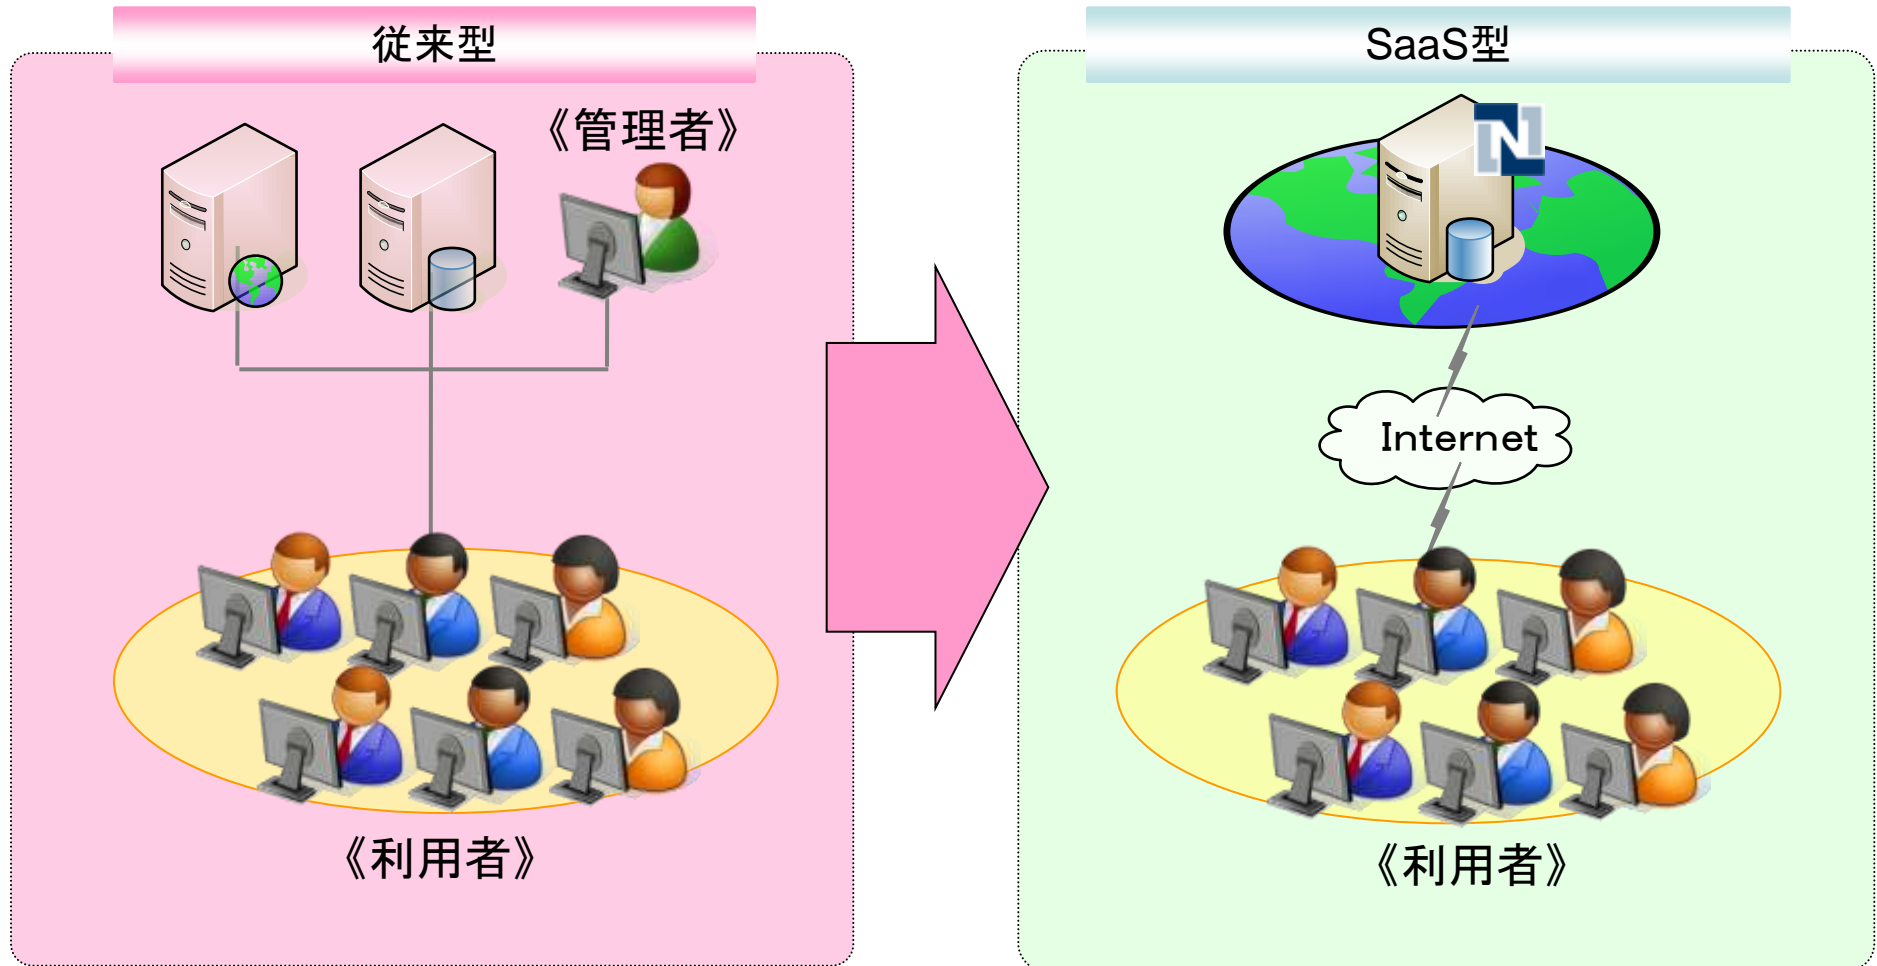 従来型
《管理者》
《利用者》
SaaS型
N
Internet
《利用者》